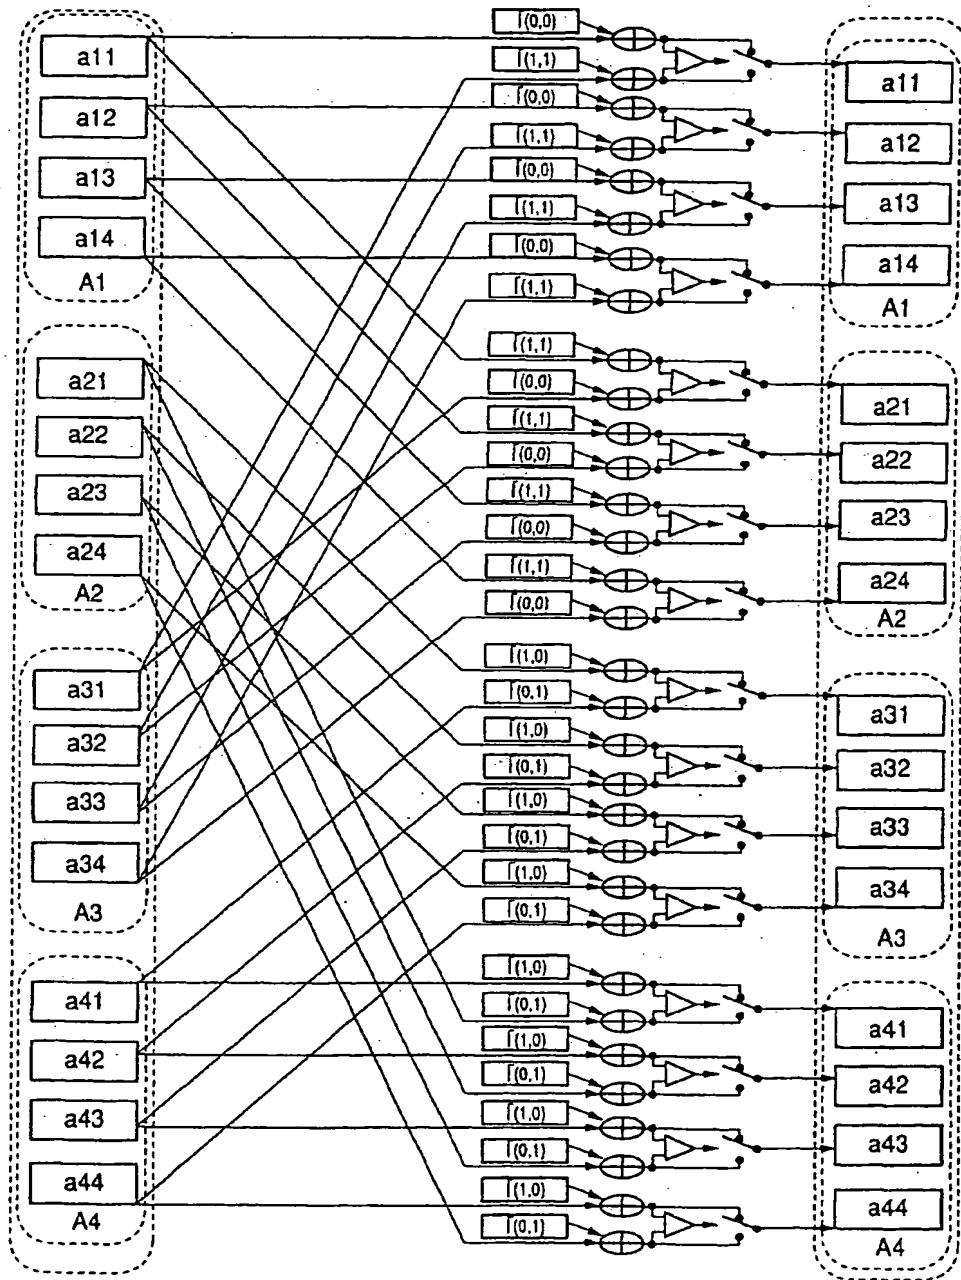 a11
a12
a13
a14
A1
a21
a22
a23
a24
A2
a31
a32
a33
a34
A3
a41
a42
a43
a44
A4
Γ(0,0)
Γ(1,1)
Γ(0,0)
Γ(1,1)
Γ(0,0)
Γ(1,1)
Γ(0,0)
Γ(1,1)
Γ(1,1)
Γ(0,0)
Γ(1,1)
Γ(0,0)
Γ(1,1)
Γ(0,0)
Γ(1,1)
Γ(0,0)
Γ(1,0)
Γ(0,1)
Γ(1,0)
Γ(0,1)
Γ(1,0)
Γ(0,1)
Γ(1,0)
Γ(0,1)
Γ(1,0)
Γ(0,1)
Γ(1,0)
Γ(0,1)
Γ(1,0)
Γ(0,1)
Γ(1,0)
Γ(0,1)
a11
a12
a13
a14
A1
a21
a22
a23
a24
A2
a31
a32
a33
a34
A3
a41
a42
a43
a44
A4